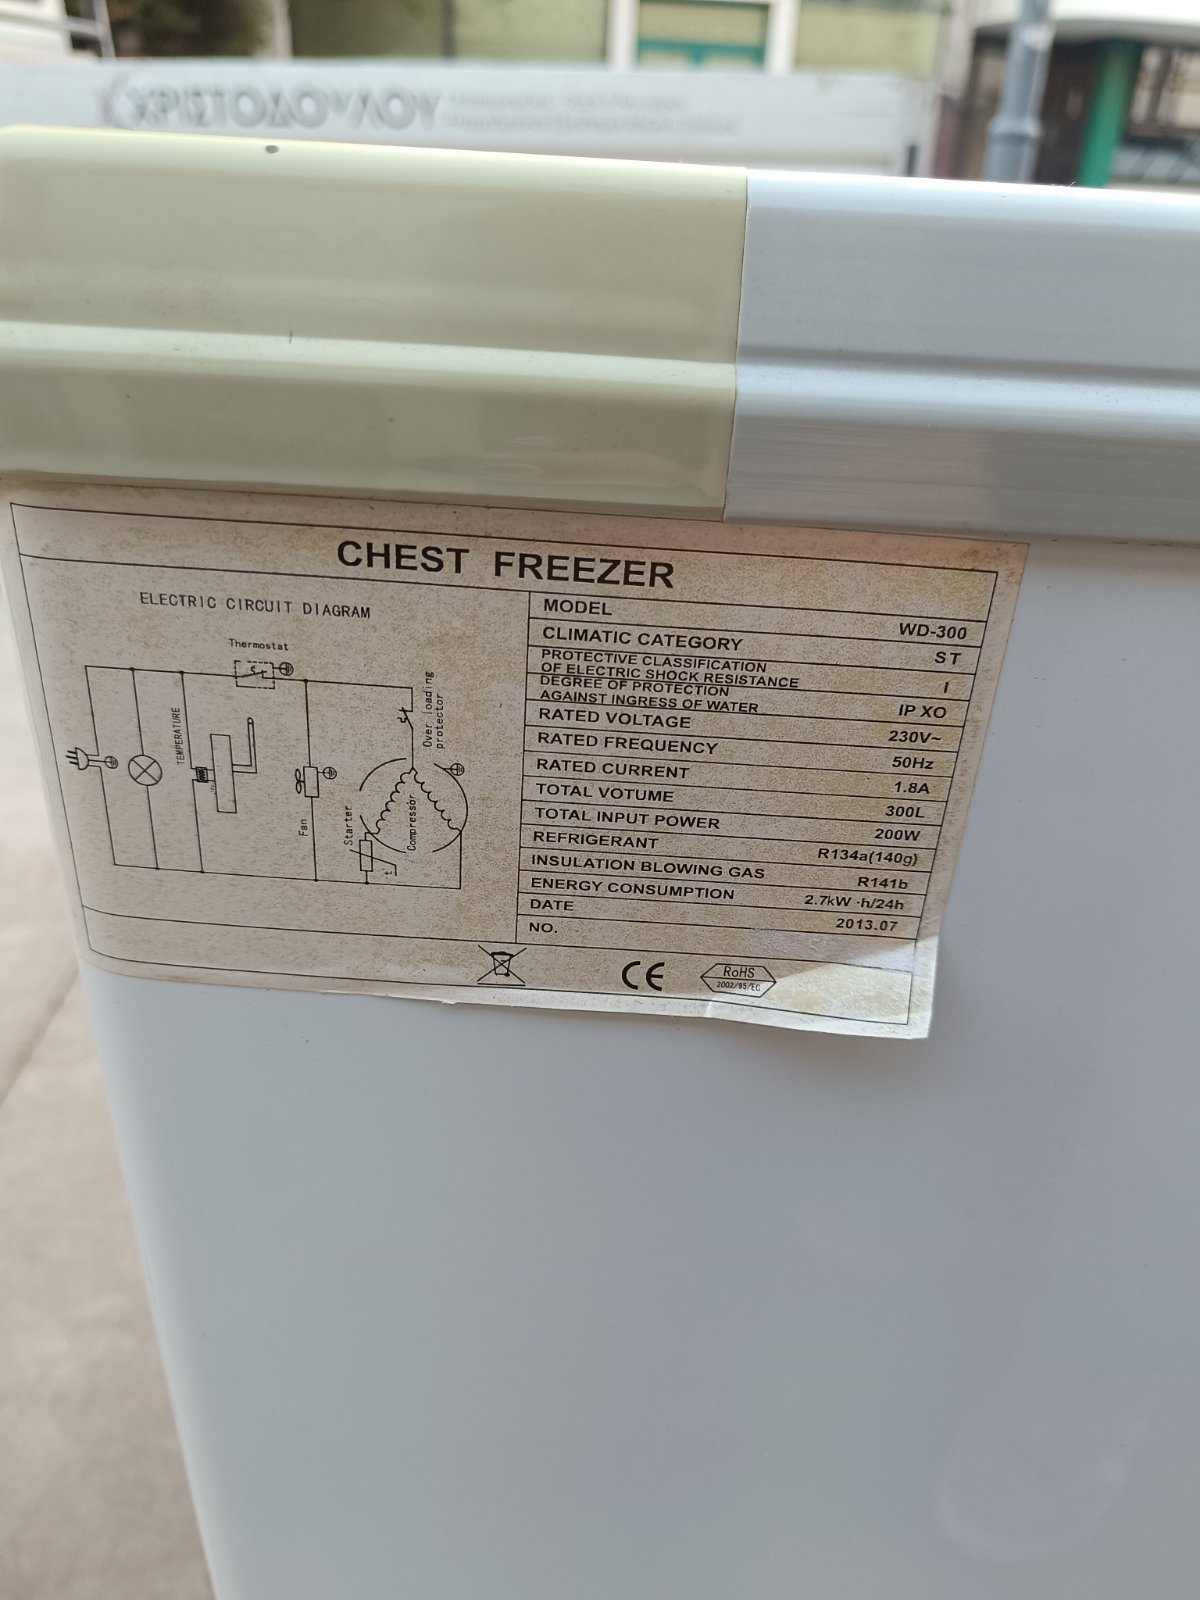 ΧΡΙΣΤΟΔΟΥΛΟΥ
CHEST FREEZER
ELECTRIC CIRCUIT DIAGRAM
Thermostat
TEMPERATURE
Fan
Starter
Compressor
Over loading
protector
MODEL WD-300
CLIMATIC CATEGORY ST
PROTECTIVE CLASSIFICATION
OF ELECTRIC SHOCK RESISTANCE I
DEGREE OF PROTECTION
AGAINST INGRESS OF WATER IP XO
RATED VOLTAGE 230V~
RATED FREQUENCY 50Hz
RATED CURRENT 1.8A
TOTAL VOTUME 300L
TOTAL INPUT POWER 200W
REFRIGERANT R134a(140g)
INSULATION BLOWING GAS R141b
ENERGY CONSUMPTION 2.7kW·h/24h
DATE 2013.07
NO.
CE
RoHS
2002/95/EC